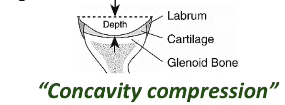 Labrum
Depth
Cartilage
Glenoid Bone
"Concavity compression"